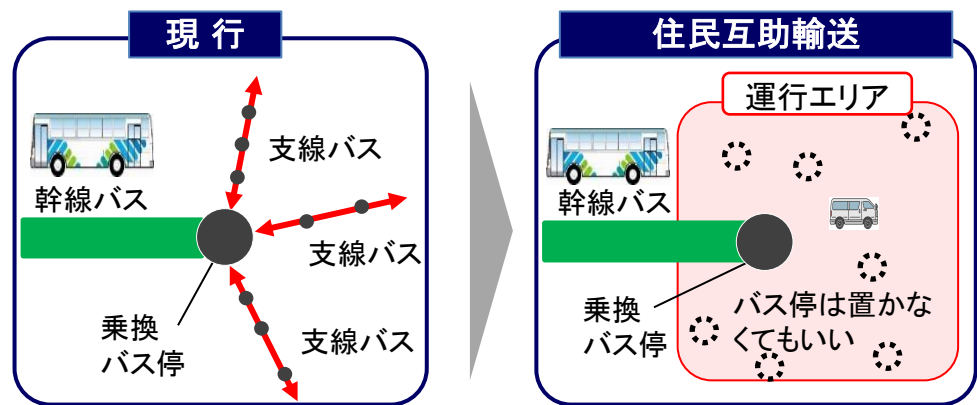 現行
幹線バス
支線バス
支線バス
支線バス
乗換
バス停
住民互助輸送
運行エリア
幹線バス
乗換
バス停
バス停は置かな
くてもいい